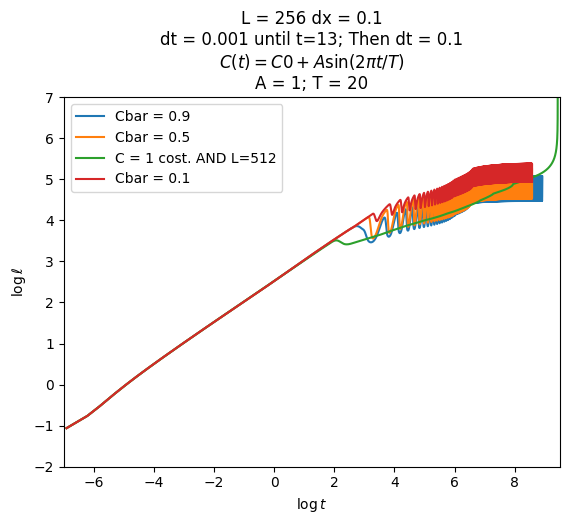 L = 256 dx = 0.1
dt = 0.001 until t=13; Then dt = 0.1
C(t) = C0 + A sin(2πt/T)
A = 1; T = 20
7
6
5
4
3
2
1
0
−1
−2
log ℓ
Cbar = 0.9
Cbar = 0.5
C = 1 cost. AND L=512
Cbar = 0.1
−6 −4 −2 0 2 4 6 8
log t